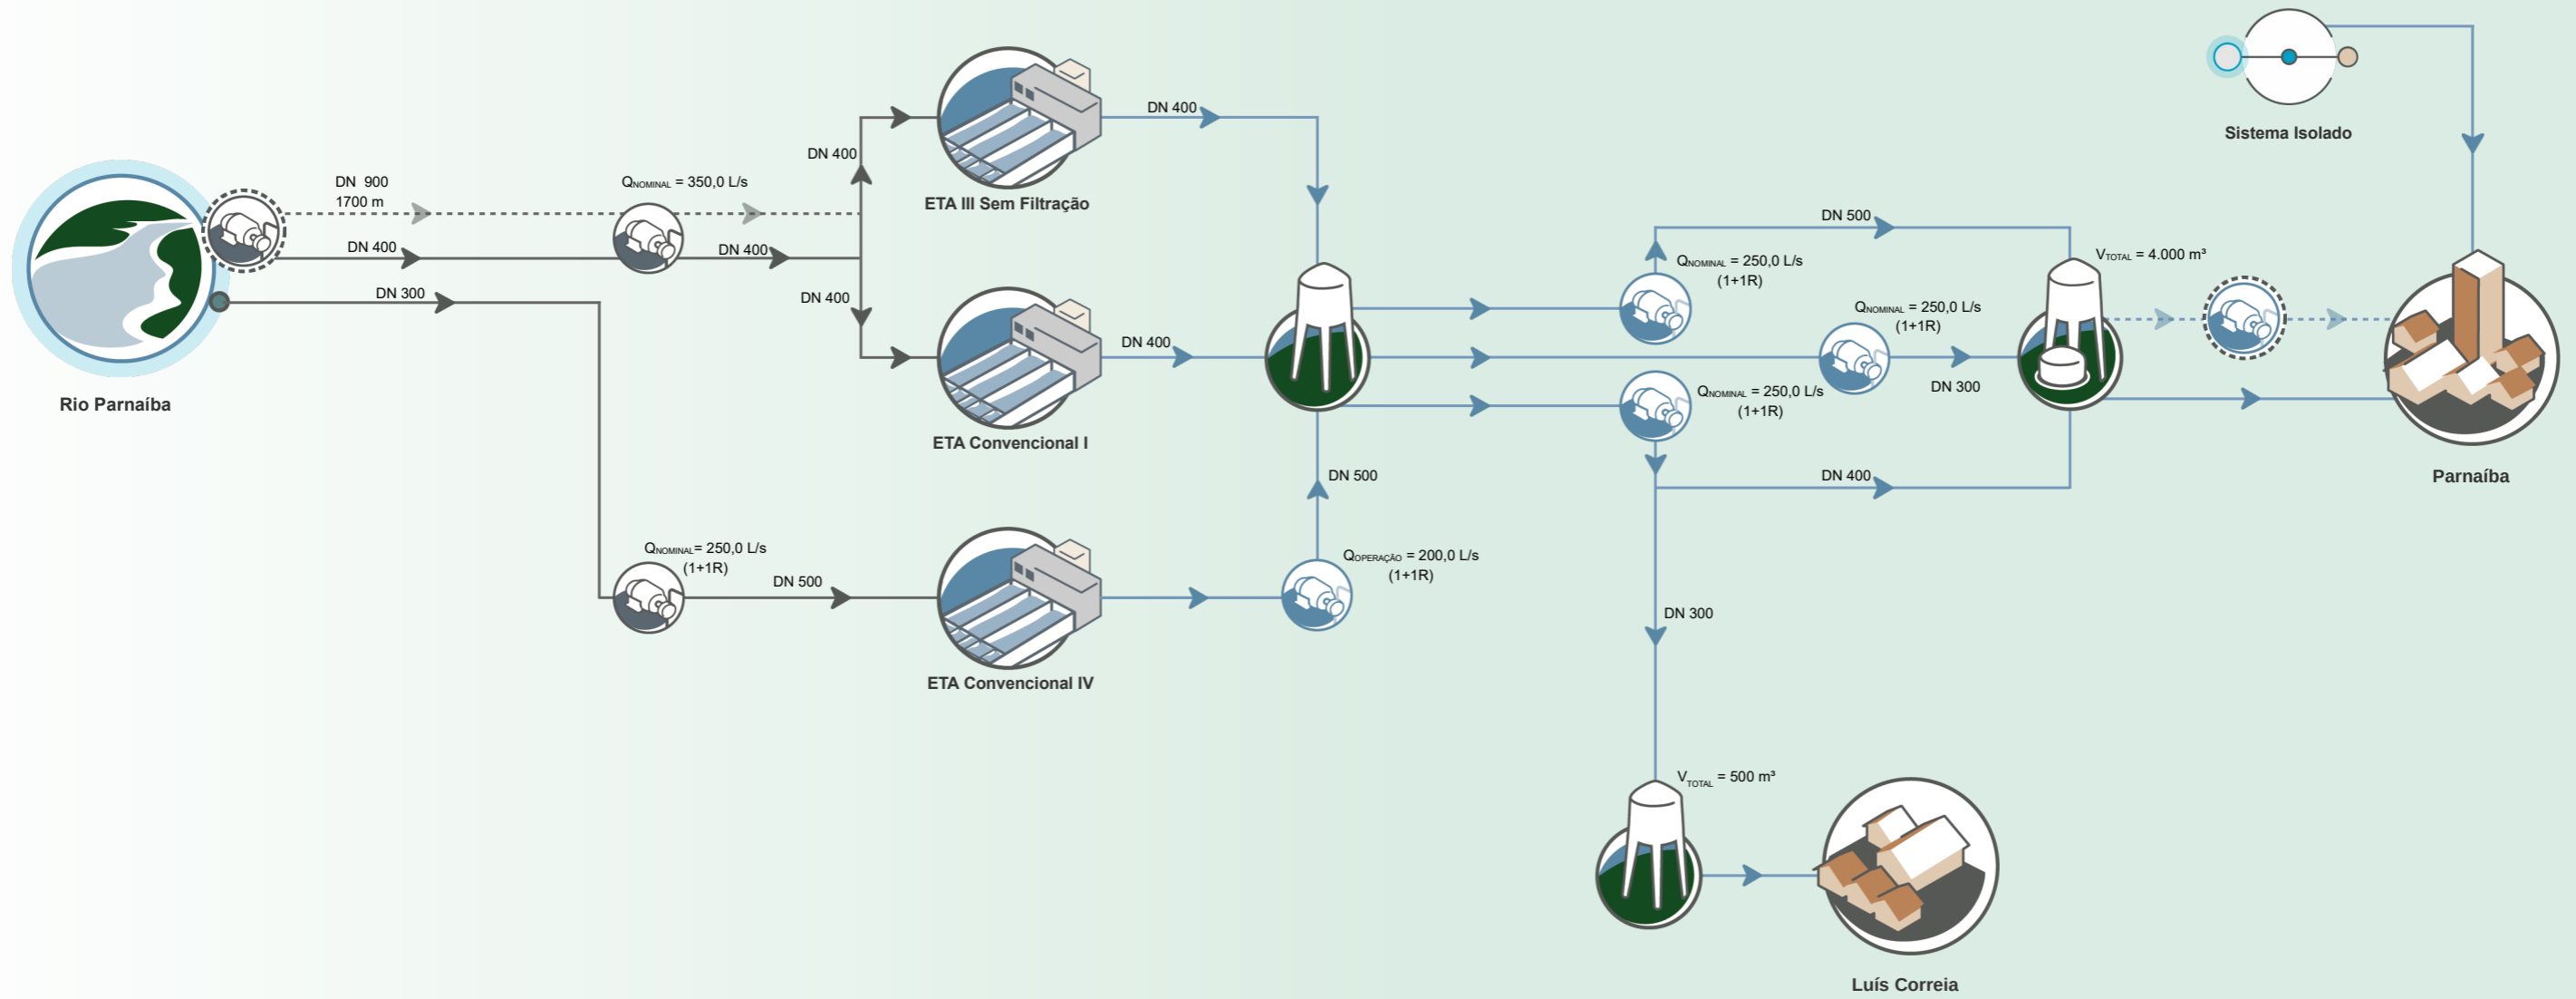 Sistema Isolado
DN 400
DN 400
DN 900
1700 m
QNOMINAL = 350,0 L/s
DN 400
DN 400
DN 300
DN 400
ETA III Sem Filtração
DN 500
QNOMINAL = 250,0 L/s
(1+1R)
VTOTAL = 4.000 m³
QNOMINAL = 250,0 L/s
(1+1R)
DN 400
DN 400
DN 300
QNOMINAL = 250,0 L/s
(1+1R)
Rio Parnaíba
ETA Convencional I
DN 500
DN 400
Parnaíba
QNOMINAL= 250,0 L/s
(1+1R)
DN 500
QOPERAÇÃO = 200,0 L/s
(1+1R)
DN 300
ETA Convencional IV
VTOTAL = 500 m³
Luís Correia